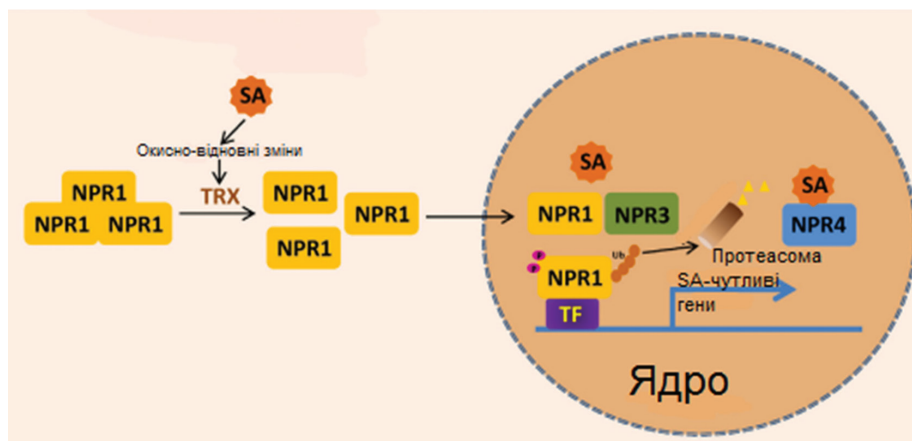 SA
Окисно-відновні зміни
TRX
NPR1
NPR1 NPR1
NPR1
NPR1
NPR1
SA
NPR1 NPR3
SA
NPR4
P
P
Ub
NPR1
TF
Протеасома
SA-чутливі
гени
Ядро